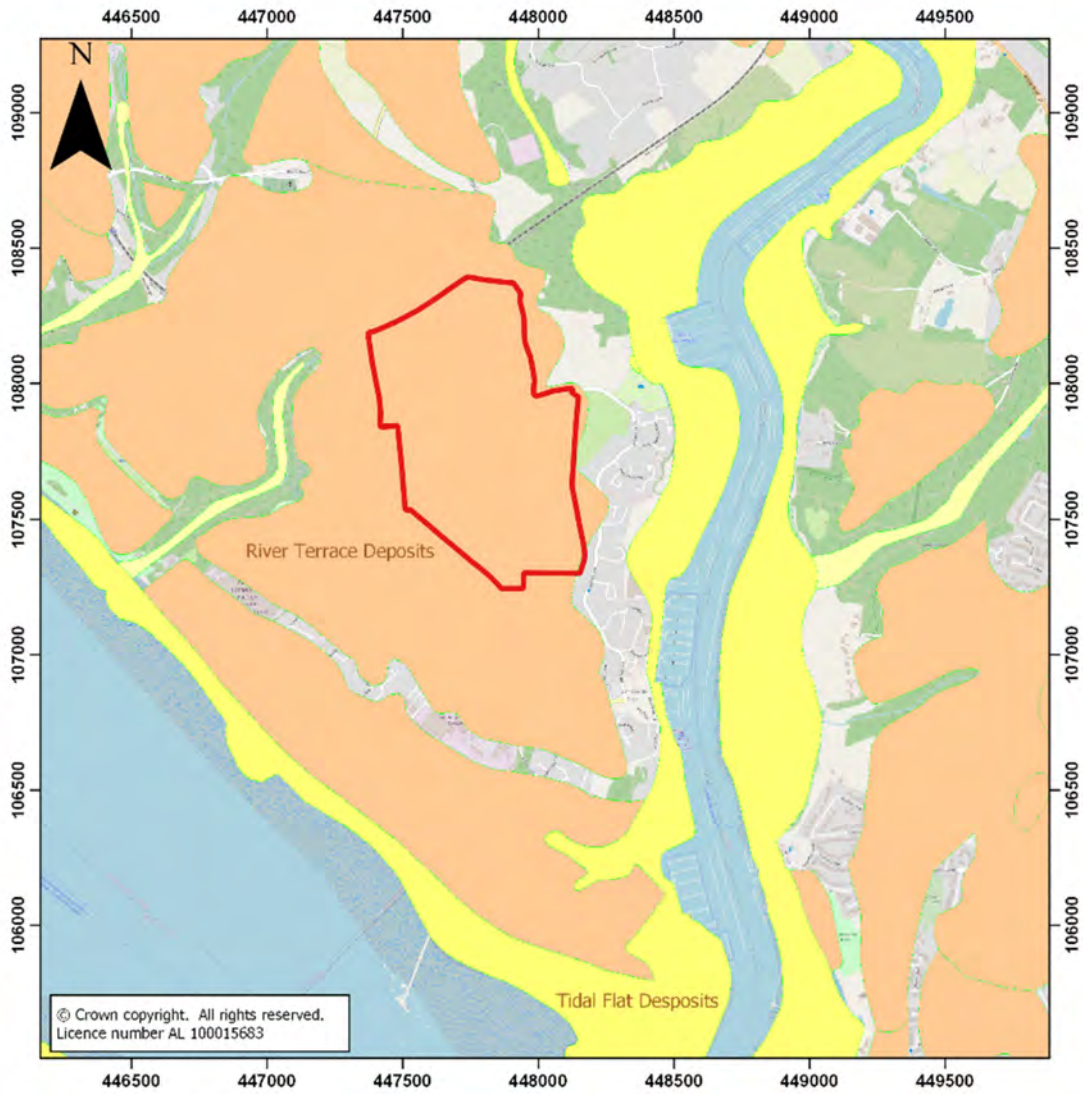 446500 447000 447500 448000 448500 449000 449500
N
109000 109000
108500 108500
108000 108000
107500 107500
River Terrace Deposits
107000 107000
106500 106500
106000 106000
Tidal Flat Desposits
© Crown copyright. All rights reserved.
Licence number AL 100015683
446500 447000 447500 448000 448500 449000 449500